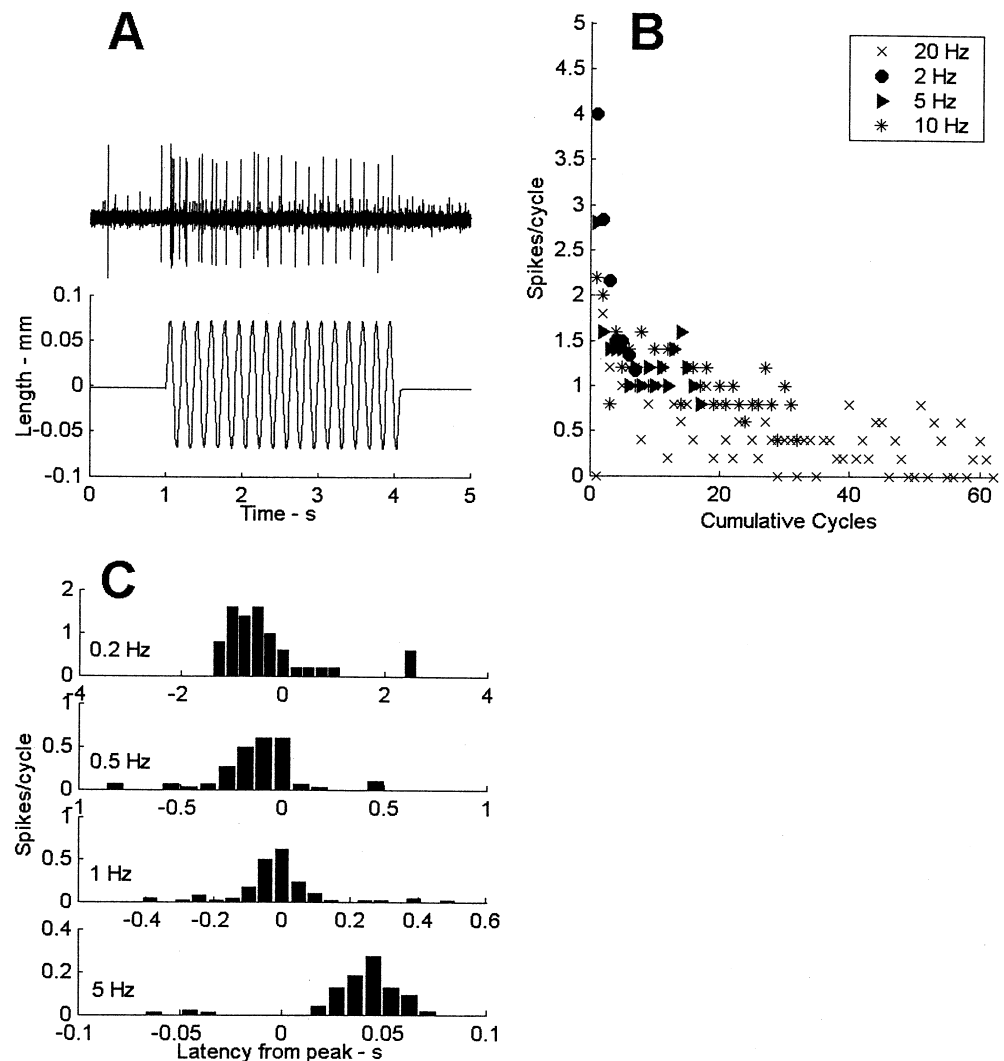 A
0.1
0.05
0
-0.05
-0.1
Length - mm
0 1 2 3 4 5
Time - s
B
5
4.5
4
3.5
3
2.5
2
1.5
1
0.5
0
Spikes/cycle
0 20 40 60
Cumulative Cycles
20 Hz
2 Hz
5 Hz
10 Hz
C
Spikes/cycle
2
1
0
0.2 Hz
-4 -2 0 2 4
1
0.5
0
0.5 Hz
-1 -0.5 0 0.5 1
1
0.5
0
1 Hz
-0.4 -0.2 0 0.2 0.4 0.6
0.4
0.2
0
5 Hz
-0.1 -0.05 0 0.05 0.1
Latency from peak - s